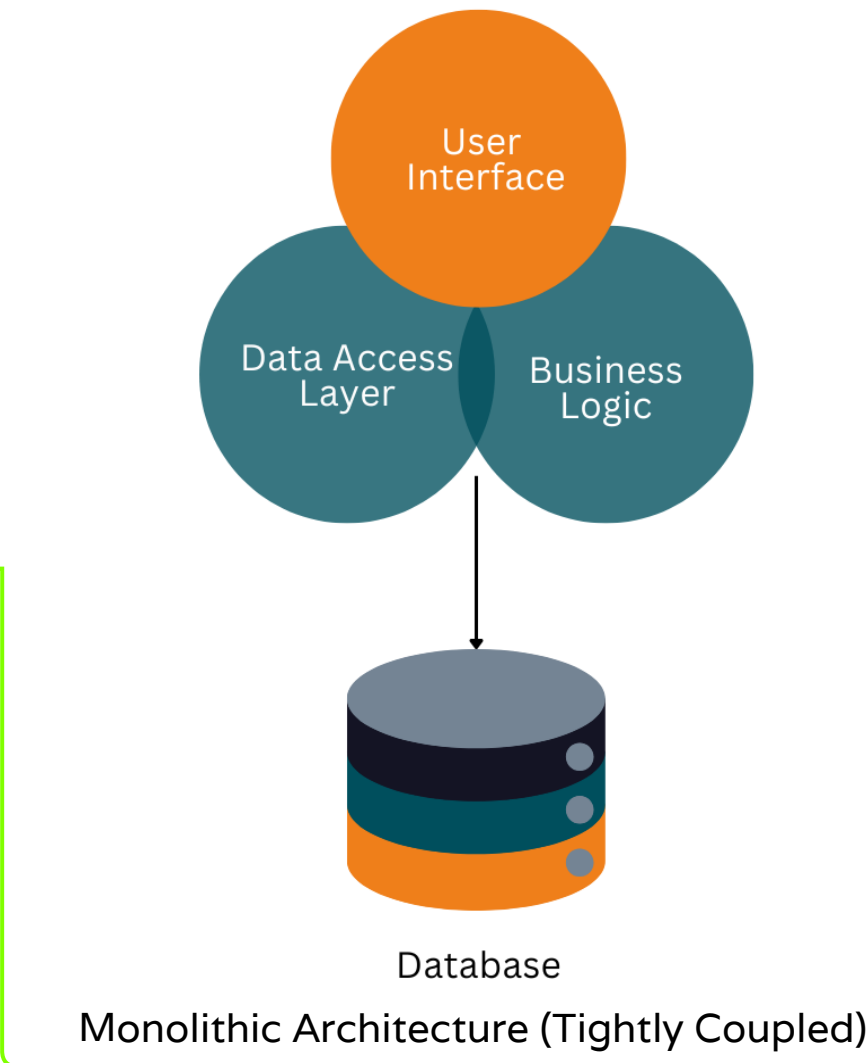 User
Interface
Data Access
Layer
Business
Logic
Database
Monolithic Architecture (Tightly Coupled)